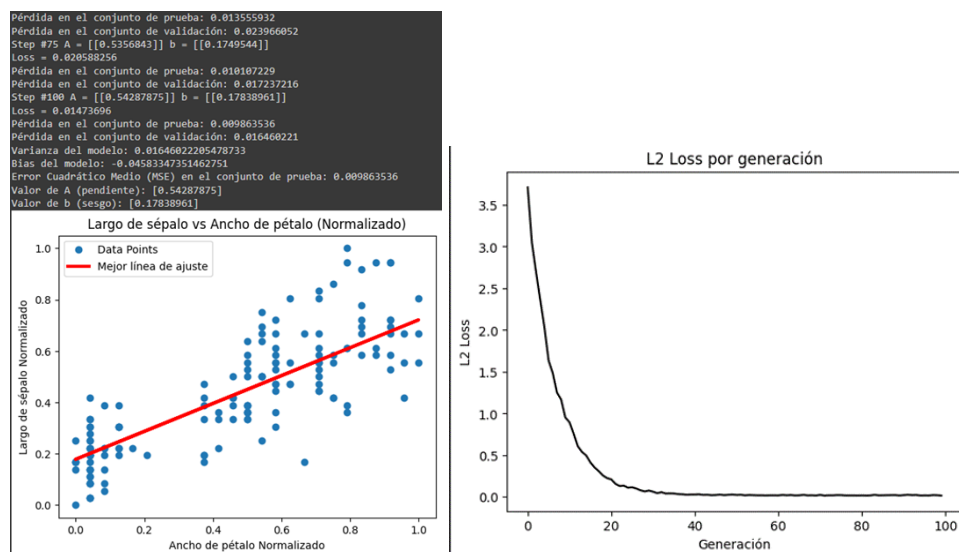 Pérdida en el conjunto de prueba: 0.013555932
Pérdida en el conjunto de validación: 0.023966052
Step #75 A = [[0.5356843]] b = [[0.1749544]]
Loss = 0.020588256
Pérdida en el conjunto de prueba: 0.010107229
Pérdida en el conjunto de validación: 0.017237216
Step #100 A = [[0.54287875]] b = [[0.17838961]]
Loss = 0.01473696
Pérdida en el conjunto de prueba: 0.009863536
Pérdida en el conjunto de validación: 0.016460221
Varianza del modelo: 0.01646022205478733
Bias del modelo: -0.04583347351462751
Error Cuadrático Medio (MSE) en el conjunto de prueba: 0.009863536
Valor de A (pendiente): [0.54287875]
Valor de b (sesgo): [0.17838961]
Largo de sépalo vs Ancho de pétalo (Normalizado)
Data Points
Mejor línea de ajuste
Largo de sépalo Normalizado
1.0
0.8
0.6
0.4
0.2
0.0
0.0 0.2 0.4 0.6 0.8 1.0
Ancho de pétalo Normalizado
L2 Loss por generación
L2 Loss
3.5
3.0
2.5
2.0
1.5
1.0
0.5
0.0
0 20 40 60 80 100
Generación